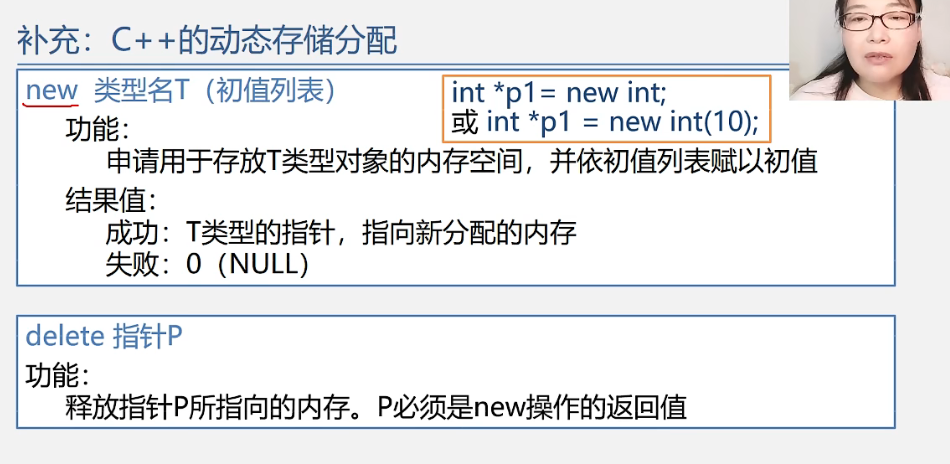 补充：C++的动态存储分配
new 类型名T（初值列表）
int *p1= new int;
或 int *p1 = new int(10);
功能：
申请用于存放T类型对象的内存空间，并依初值列表赋以初值
结果值：
成功：T类型的指针，指向新分配的内存
失败：0（NULL）
delete 指针P
功能：
释放指针P所指向的内存。P必须是new操作的返回值